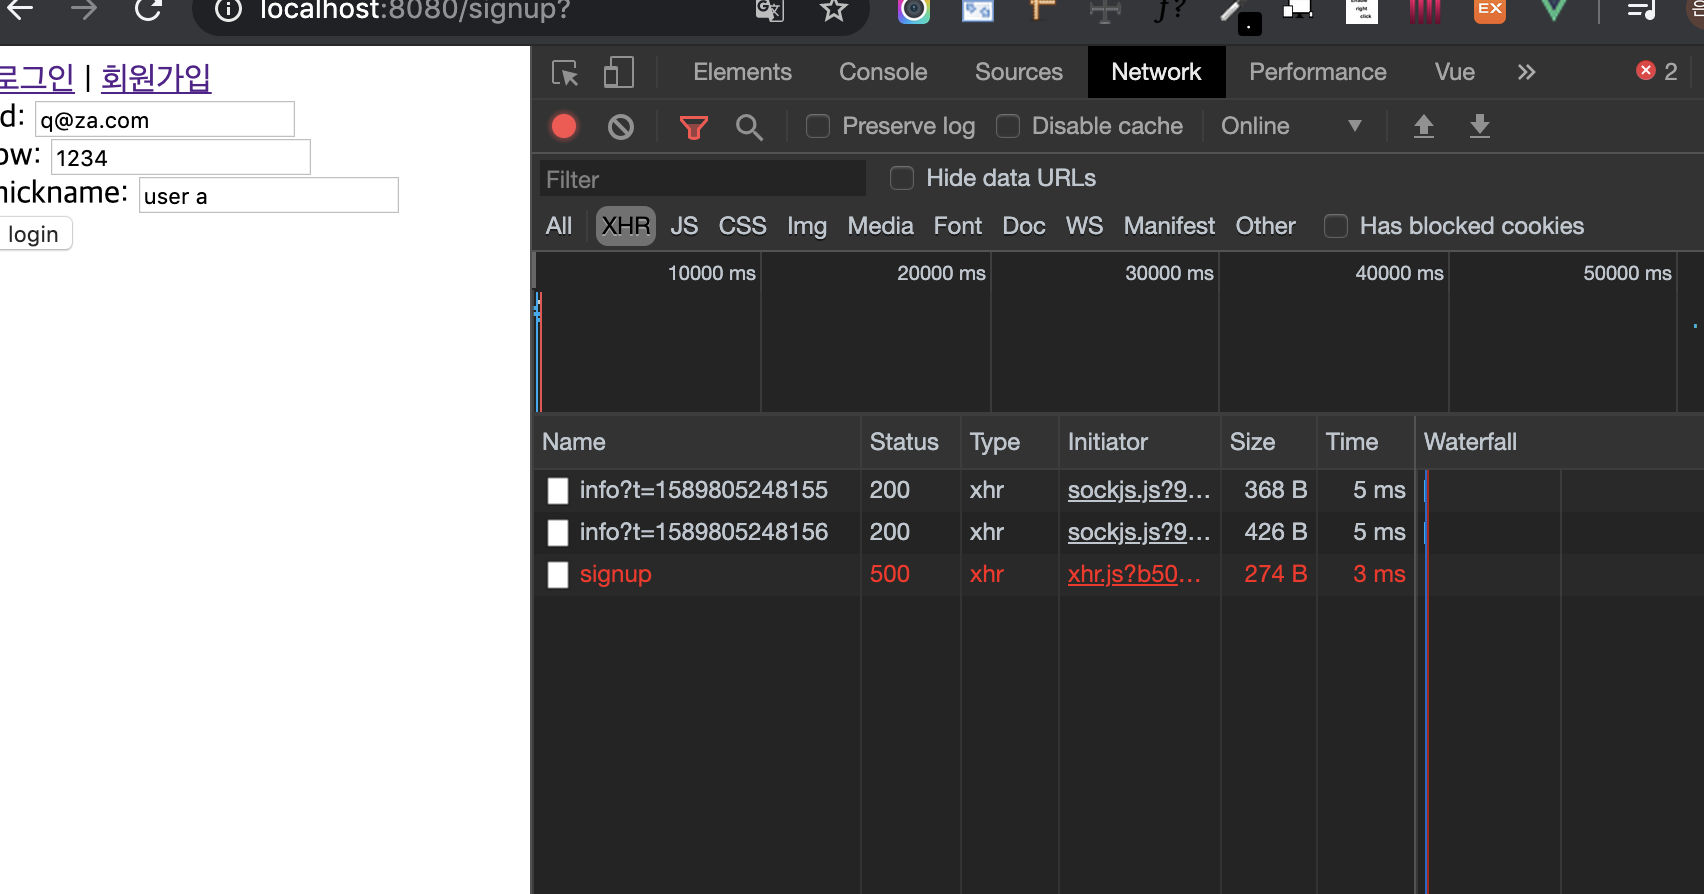 localhost:8080/signup?
로그인 | 회원가입
d: q@za.com
pw: 1234
nickname: user a
login
Elements Console Sources Network Performance Vue » 2
Preserve log Disable cache Online
Filter Hide data URLs
All XHR JS CSS Img Media Font Doc WS Manifest Other Has blocked cookies
10000 ms 20000 ms 30000 ms 40000 ms 50000 ms
Name Status Type Initiator Size Time Waterfall
info?t=1589805248155 200 xhr sockjs.js?9... 368 B 5 ms
info?t=1589805248156 200 xhr sockjs.js?9... 426 B 5 ms
signup 500 xhr xhr.js?b50... 274 B 3 ms